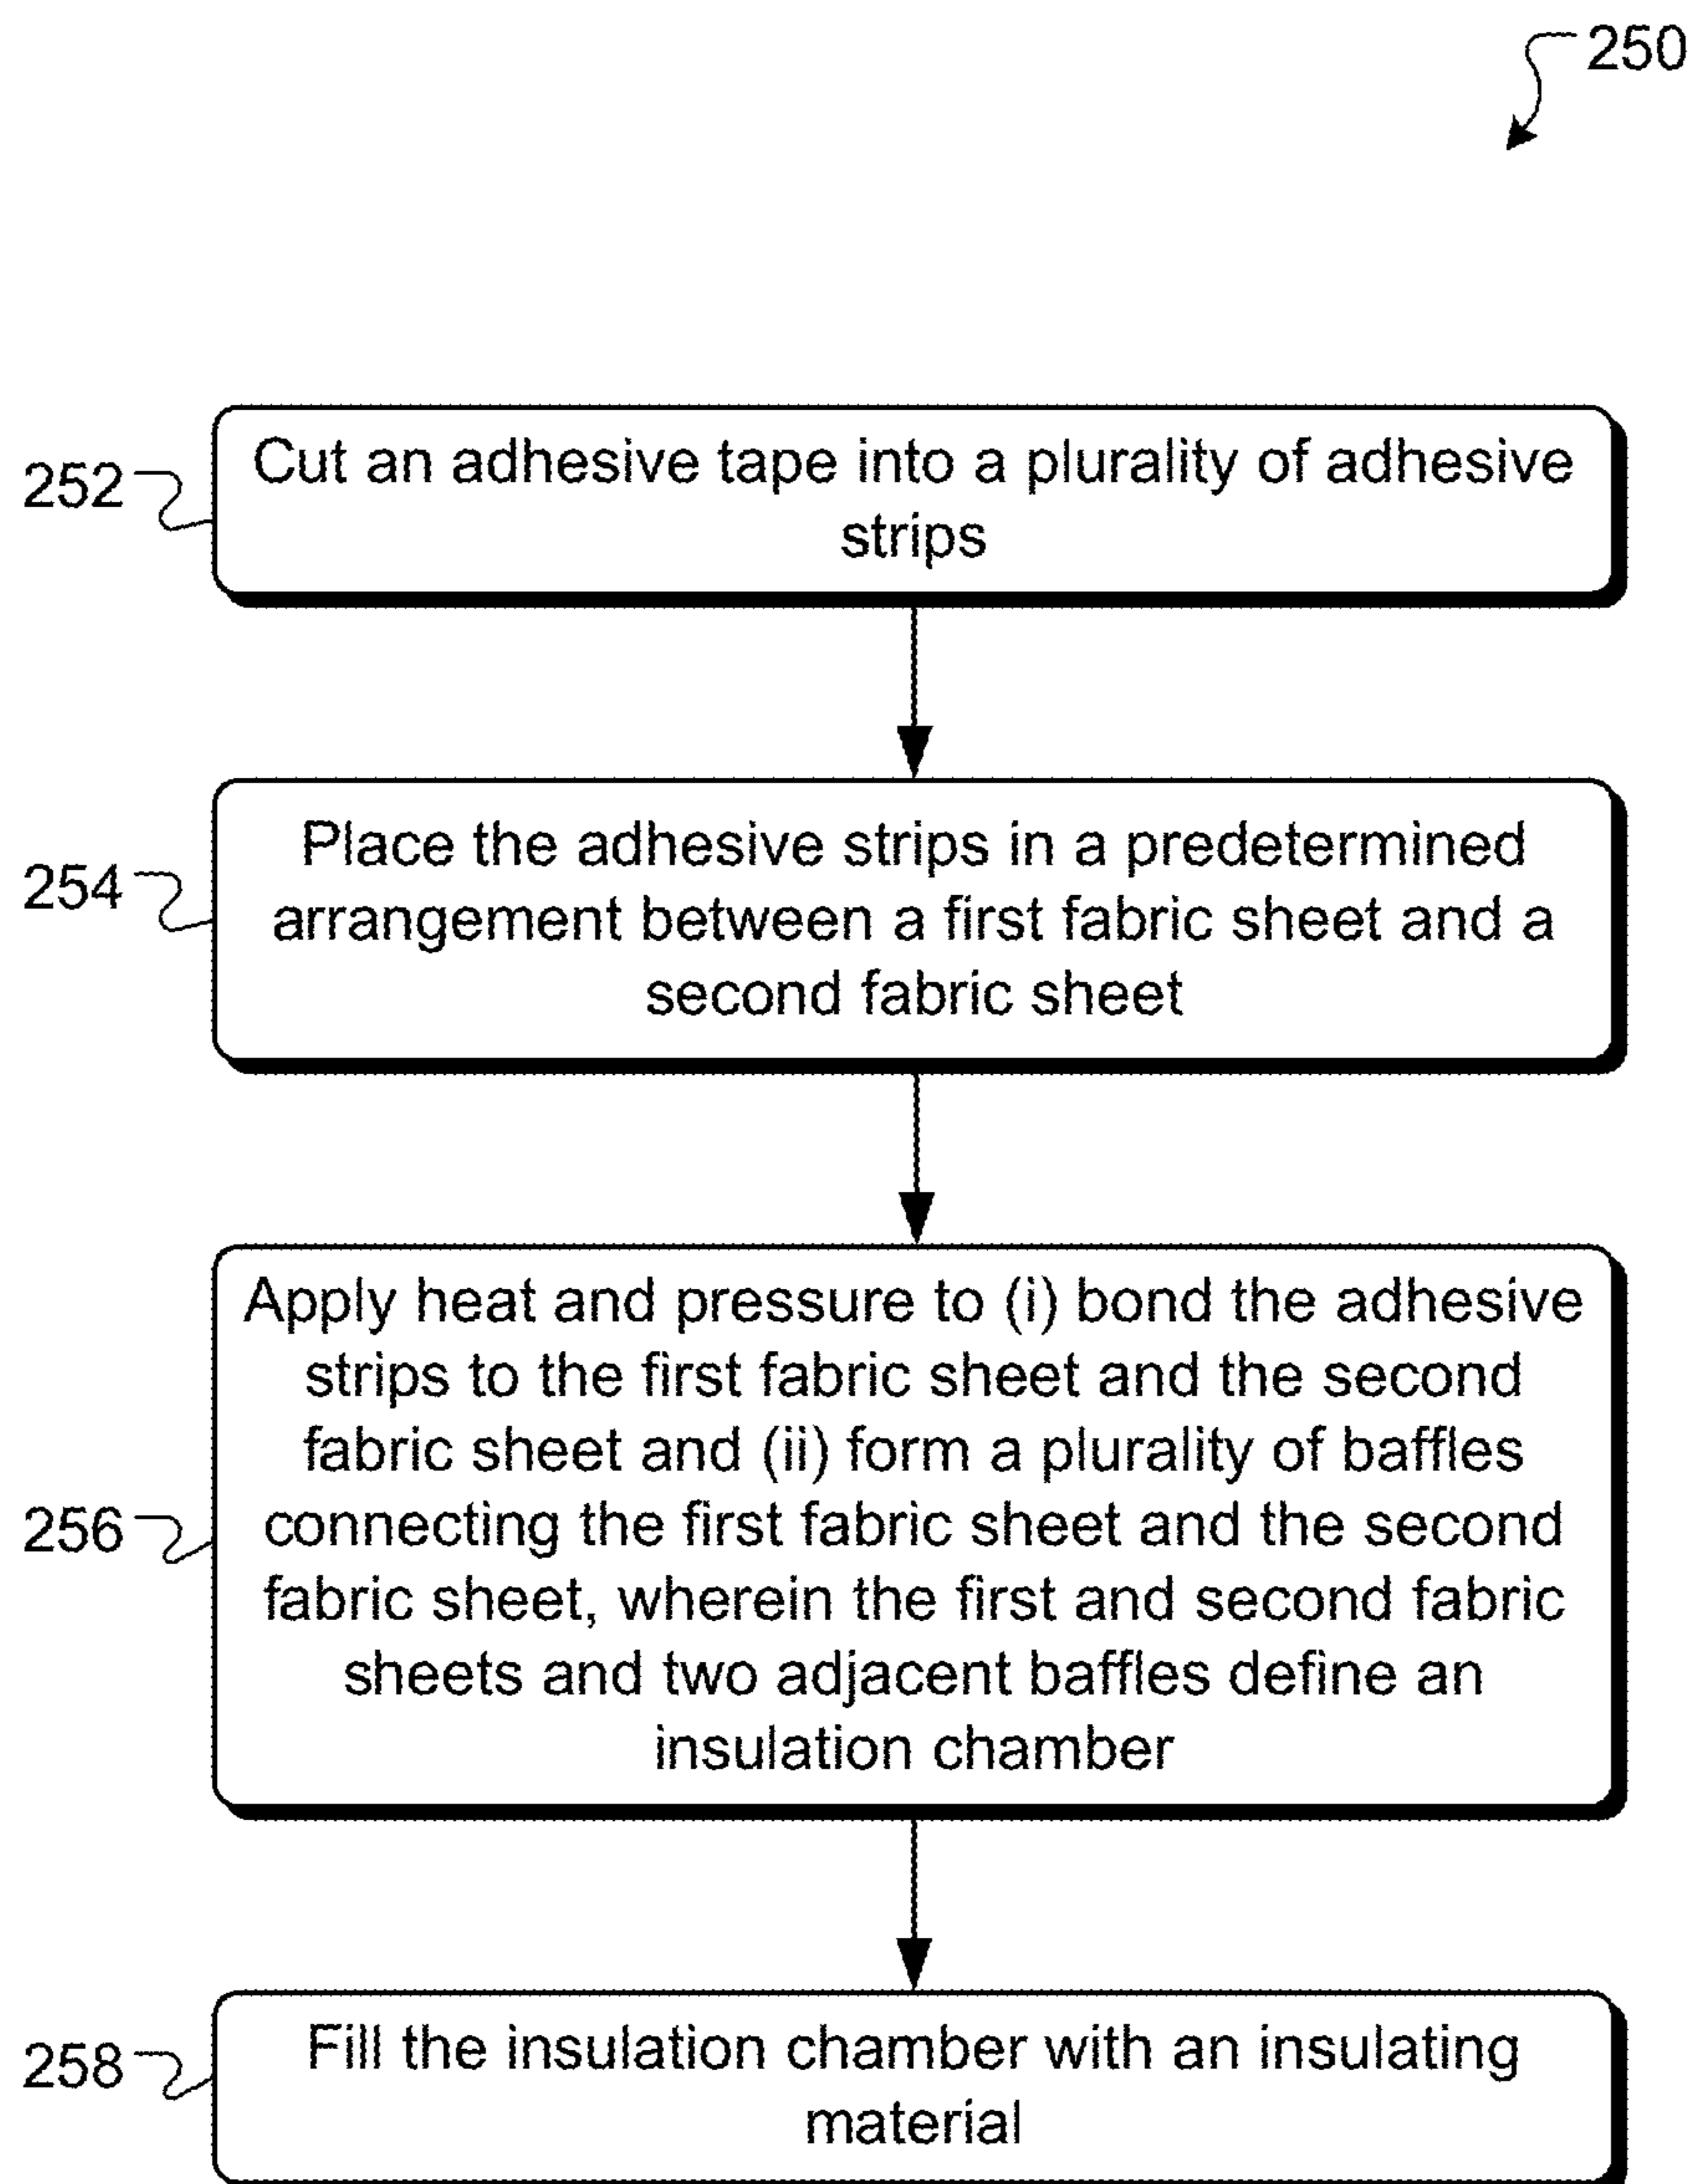 250
252
Cut an adhesive tape into a plurality of adhesive
strips
254
Place the adhesive strips in a predetermined
arrangement between a first fabric sheet and a
second fabric sheet
256
Apply heat and pressure to (i) bond the adhesive
strips to the first fabric sheet and the second
fabric sheet and (ii) form a plurality of baffles
connecting the first fabric sheet and the second
fabric sheet, wherein the first and second fabric
sheets and two adjacent baffles define an
insulation chamber
258
Fill the insulation chamber with an insulating
material